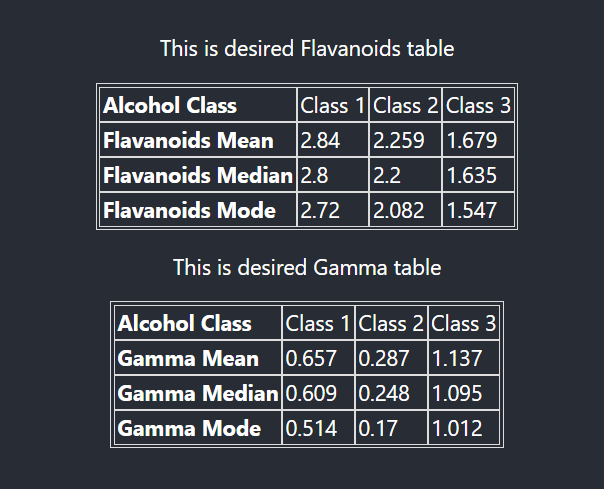 This is desired Flavanoids table
Alcohol Class Class 1 Class 2 Class 3
Flavanoids Mean 2.84 2.259 1.679
Flavanoids Median 2.8 2.2 1.635
Flavanoids Mode 2.72 2.082 1.547
This is desired Gamma table
Alcohol Class Class 1 Class 2 Class 3
Gamma Mean 0.657 0.287 1.137
Gamma Median 0.609 0.248 1.095
Gamma Mode 0.514 0.17 1.012